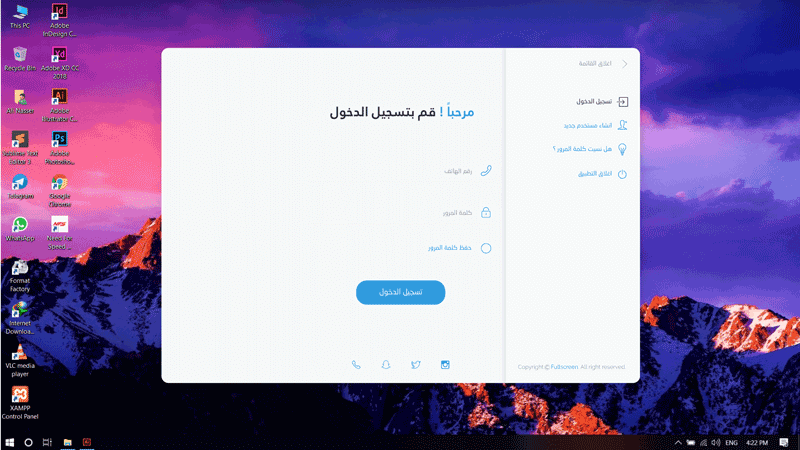 This PC
Adobe
InDesign C...
Recycle Bin
Adobe XD CC
2018
Al-Nasser
Adobe
Illustrator C...
Sublime Text
Editor 3
Adobe
Photosho...
Telegram
Google
Chrome
WhatsApp
Need For
Speed...
Format
Factory
Internet
Downloa...
VLC media
player
XAMPP
Control Panel
مرحباً ! قم بتسجيل الدخول
رقم الهاتف
كلمة المرور
حفظ كلمة المرور
تسجيل الدخول
اغلاق القائمة
تسجيل الدخول
انشاء مستخدم جديد
هل نسيت كلمة المرور ؟
اغلاق التطبيق
Copyright © Fullscreen. All right reserved.
ENG
4:22 PM